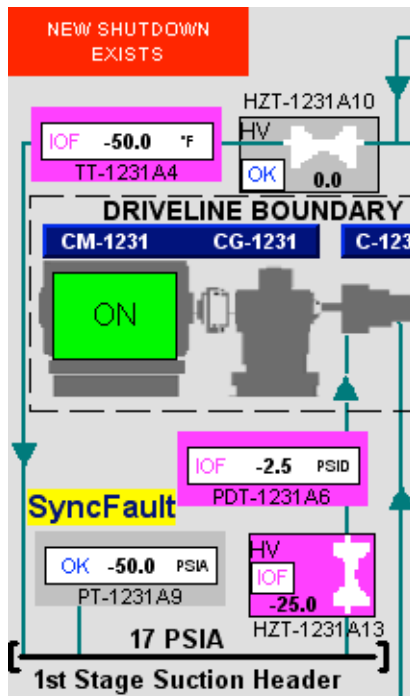 NEW SHUTDOWN
EXISTS
HZT-1231A10
HV
IOF -50.0 °F
TT-1231A4
OK
0.0
DRIVELINE BOUNDARY
CM-1231 CG-1231 C-123
ON
IOF -2.5 PSID
PDT-1231A6
SyncFault
OK -50.0 PSIA
PT-1231A9
HV
IOF
-25.0
HZT-1231A13
17 PSIA
1st Stage Suction Header